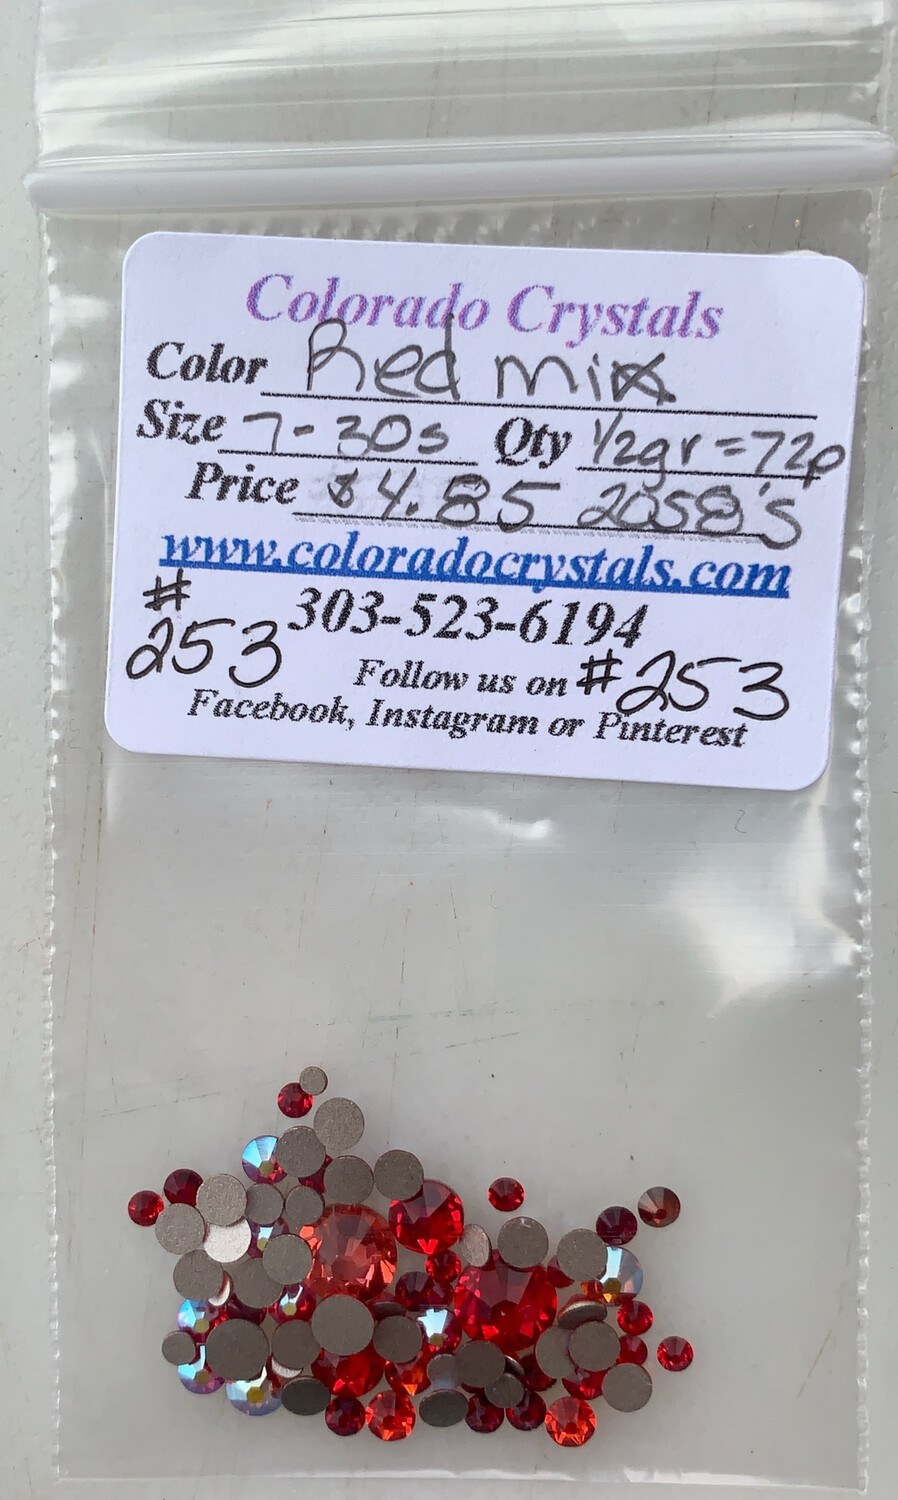 Colorado Crystals
Color Red mix
Size 7-30s Qty 1/2gr=72p
Price $4.85 2058's
www.coloradocrystals.com
# 253 303-523-6194
Follow us on #253
Facebook, Instagram or Pinterest